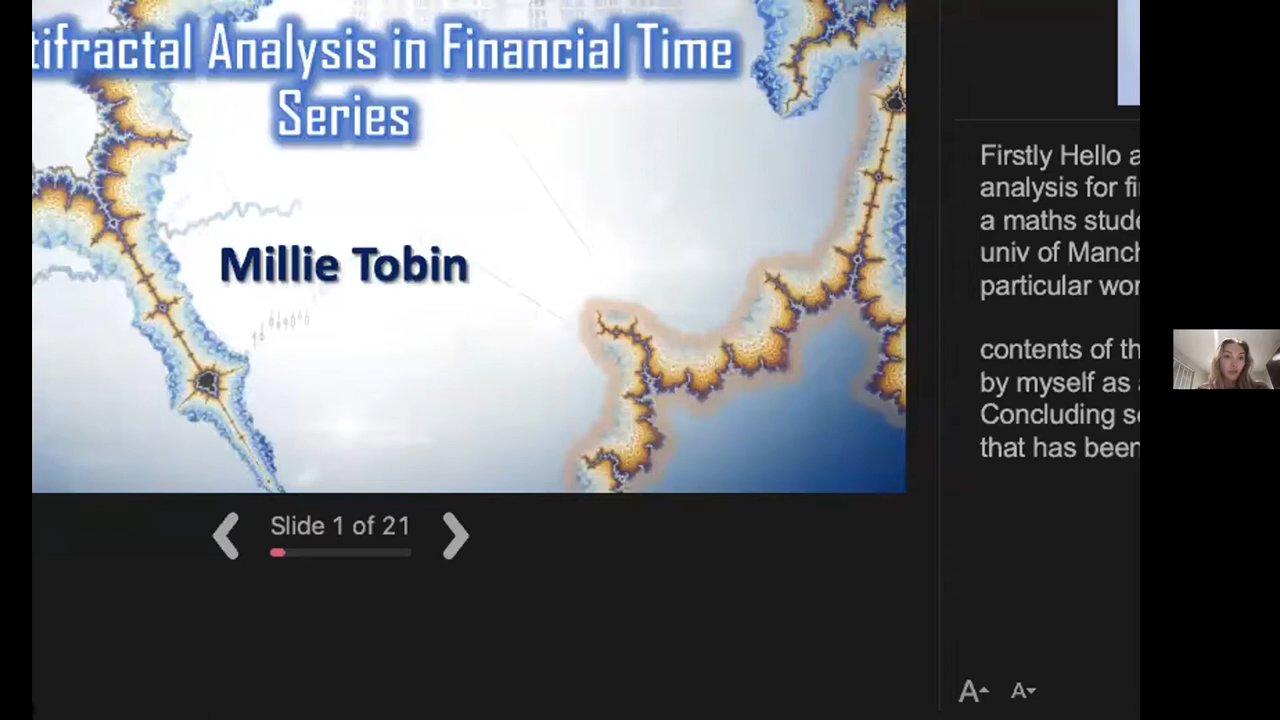 tifractal Analysis in Financial Time
Series
Millie Tobin
Slide 1 of 21
Firstly Hello a
analysis for fi
a maths stude
univ of Manch
particular wor
contents of th
by myself as
Concluding s
that has been
A A